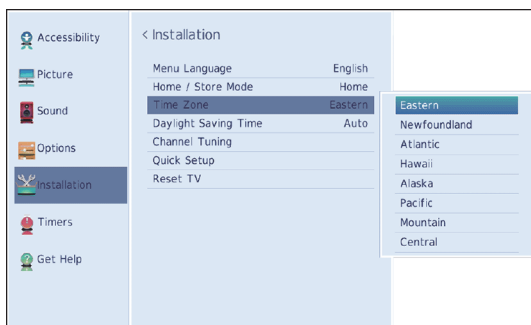 Accessibility
Picture
Sound
Options
Installation
Timers
Get Help
< Installation
Menu Language English
Home / Store Mode Home
Time Zone Eastern
Daylight Saving Time Auto
Channel Tuning
Quick Setup
Reset TV
Eastern
Newfoundland
Atlantic
Hawaii
Alaska
Pacific
Mountain
Central